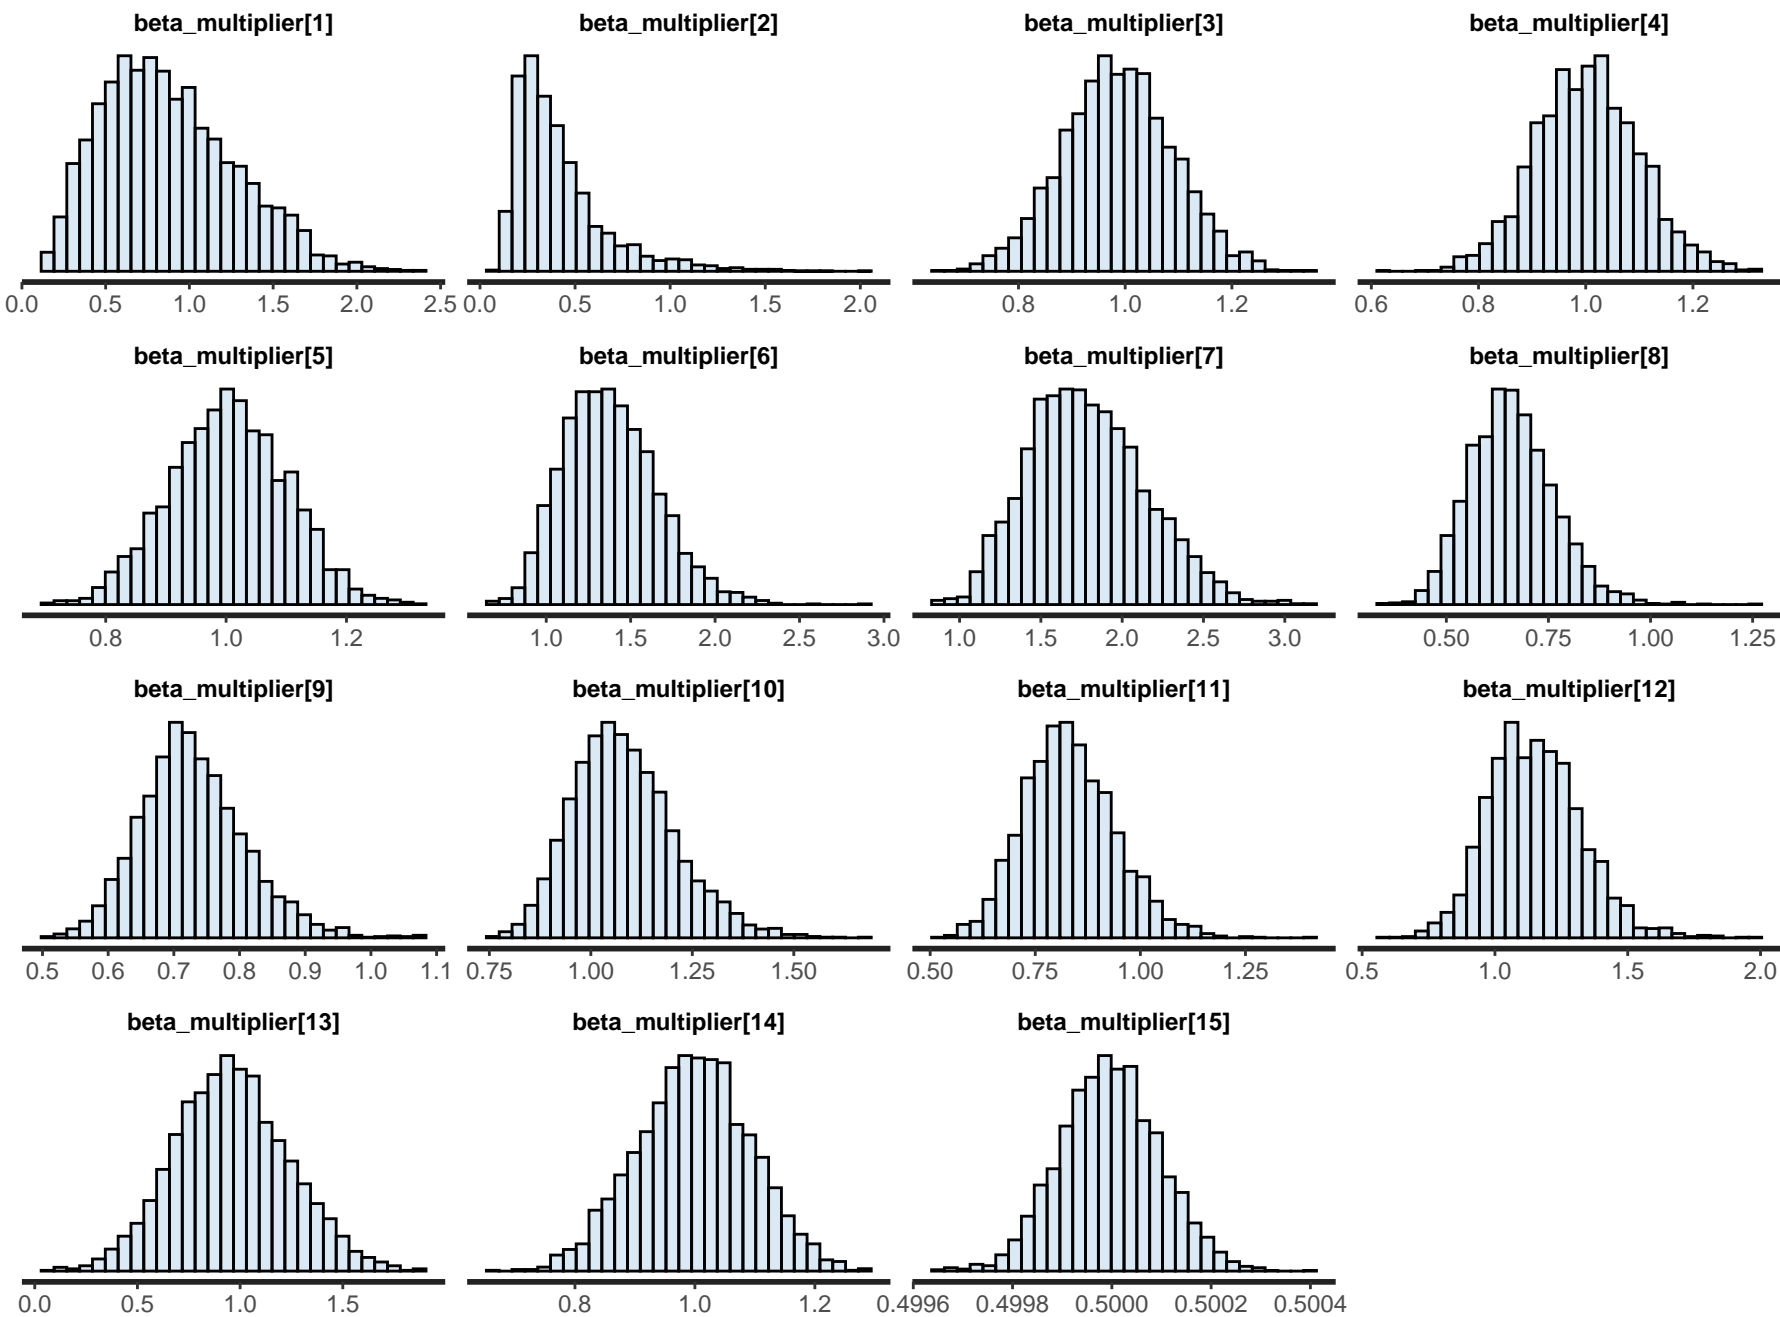 beta_multiplier[1] beta_multiplier[2] beta_multiplier[3] beta_multiplier[4]
0.0 0.5 1.0 1.5 2.0 2.5 0.0 0.5 1.0 1.5 2.0 0.8 1.0 1.2 0.6 0.8 1.0 1.2
beta_multiplier[5] beta_multiplier[6] beta_multiplier[7] beta_multiplier[8]
0.8 1.0 1.2 1.0 1.5 2.0 2.5 3.0 1.0 1.5 2.0 2.5 3.0 0.50 0.75 1.00 1.25
beta_multiplier[9] beta_multiplier[10] beta_multiplier[11] beta_multiplier[12]
0.5 0.6 0.7 0.8 0.9 1.0 1.1 0.75 1.00 1.25 1.50 0.50 0.75 1.00 1.25 0.5 1.0 1.5 2.0
beta_multiplier[13] beta_multiplier[14] beta_multiplier[15]
0.0 0.5 1.0 1.5 0.8 1.0 1.2 0.4996 0.4998 0.5000 0.5002 0.5004